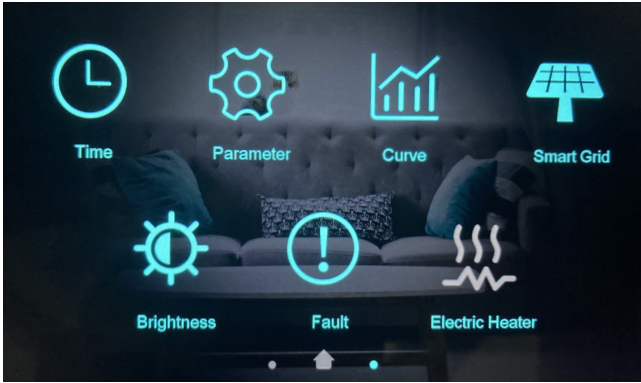 Time
Parameter
Curve
Smart Grid
Brightness
Fault
Electric Heater